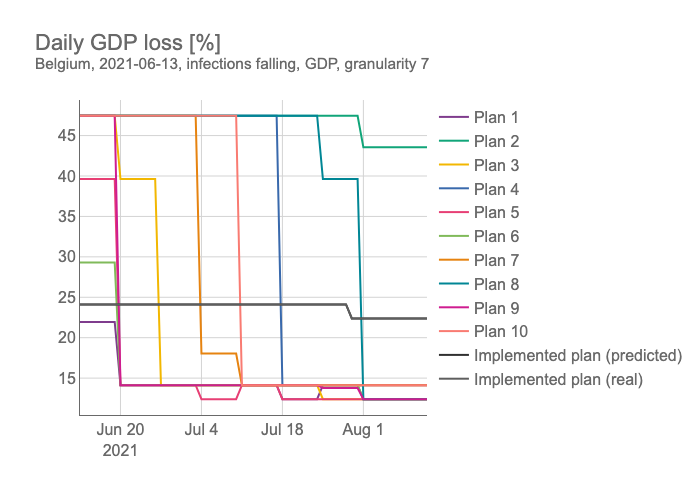 Daily GDP loss [%]
Belgium, 2021-06-13, infections falling, GDP, granularity 7
45
40
35
30
25
20
15
Jun 20
2021
Jul 4
Jul 18
Aug 1
Plan 1
Plan 2
Plan 3
Plan 4
Plan 5
Plan 6
Plan 7
Plan 8
Plan 9
Plan 10
Implemented plan (predicted)
Implemented plan (real)